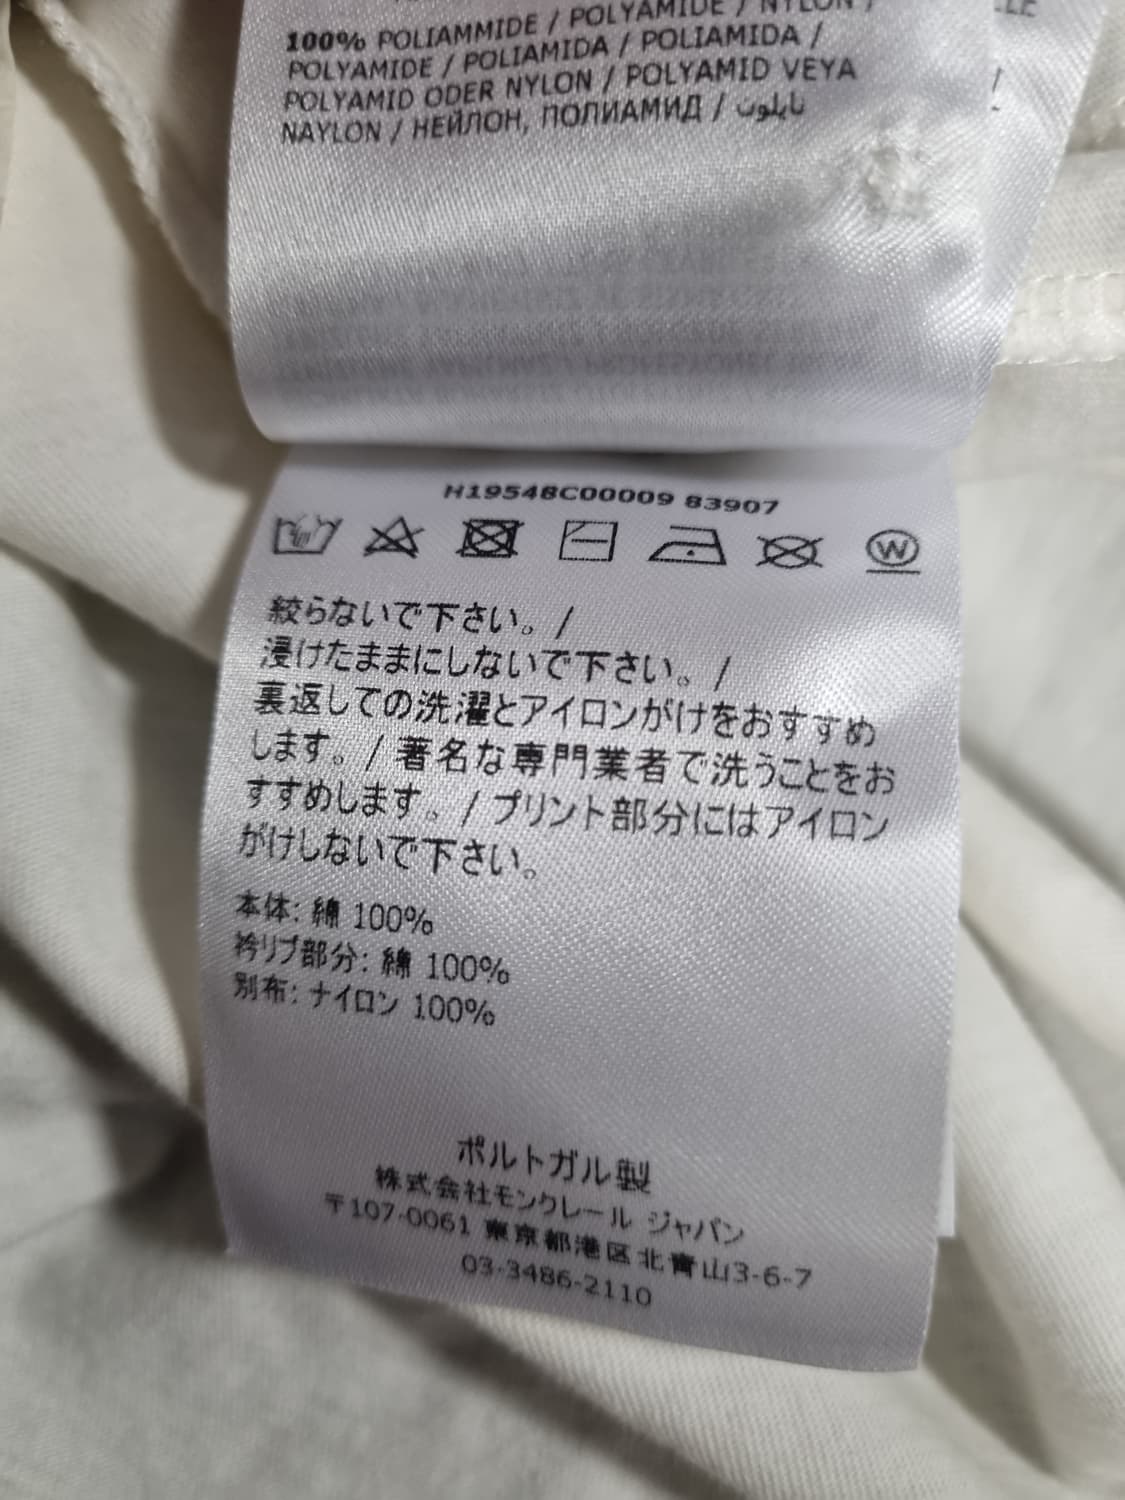 100% POLIAMMIDE / POLYAMIDE / NYLON /
POLYAMIDE / POLIAMIDA / POLIAMIDA /
POLYAMID ODER NYLON / POLYAMID VEYA
NAYLON / НЕЙЛОН, ПОЛИАМИД / نايلون
H19548C00009 83907
W
絞らないで下さい。/
浸けたままにしないで下さい。/
裏返しての洗濯とアイロンがけをおすすめ
します。/ 著名な専門業者で洗うことをお
すすめします。/ プリント部分にはアイロン
がけしないで下さい。
本体: 綿 100%
衿リブ部分: 綿 100%
別布: ナイロン 100%
ポルトガル製
株式会社モンクレール ジャパン
〒107-0061 東京都港区北青山3-6-7
03-3486-2110